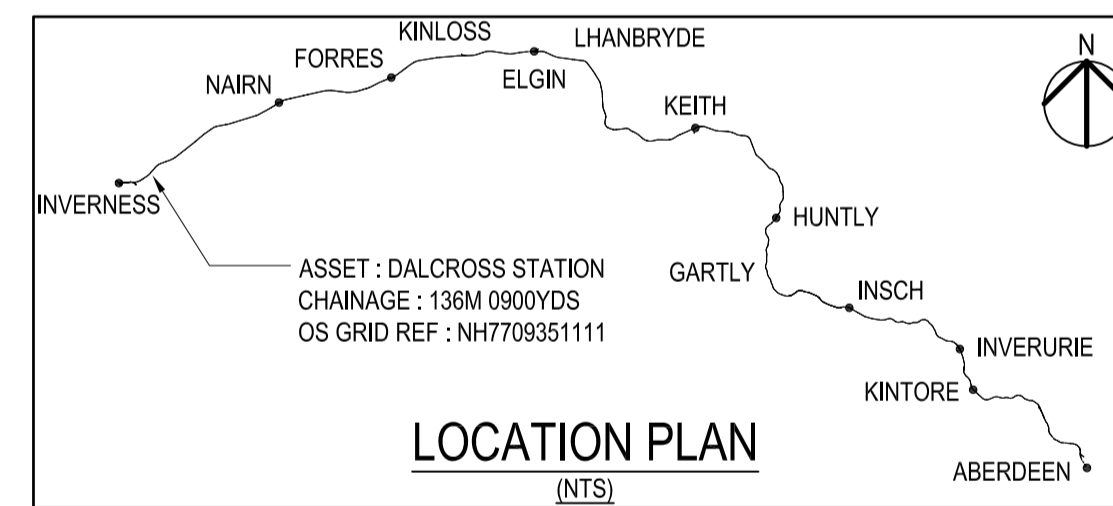 KINLOSS
LHANBRYDE
N
FORRES
ELGIN
NAIRN
KEITH
INVERNESS
HUNTLY
ASSET : DALCROSS STATION
CHAINAGE : 136M 0900YDS
OS GRID REF : NH7709351111
GARTLY
INSCH
INVERURIE
KINTORE
LOCATION PLAN
(NTS)
ABERDEEN